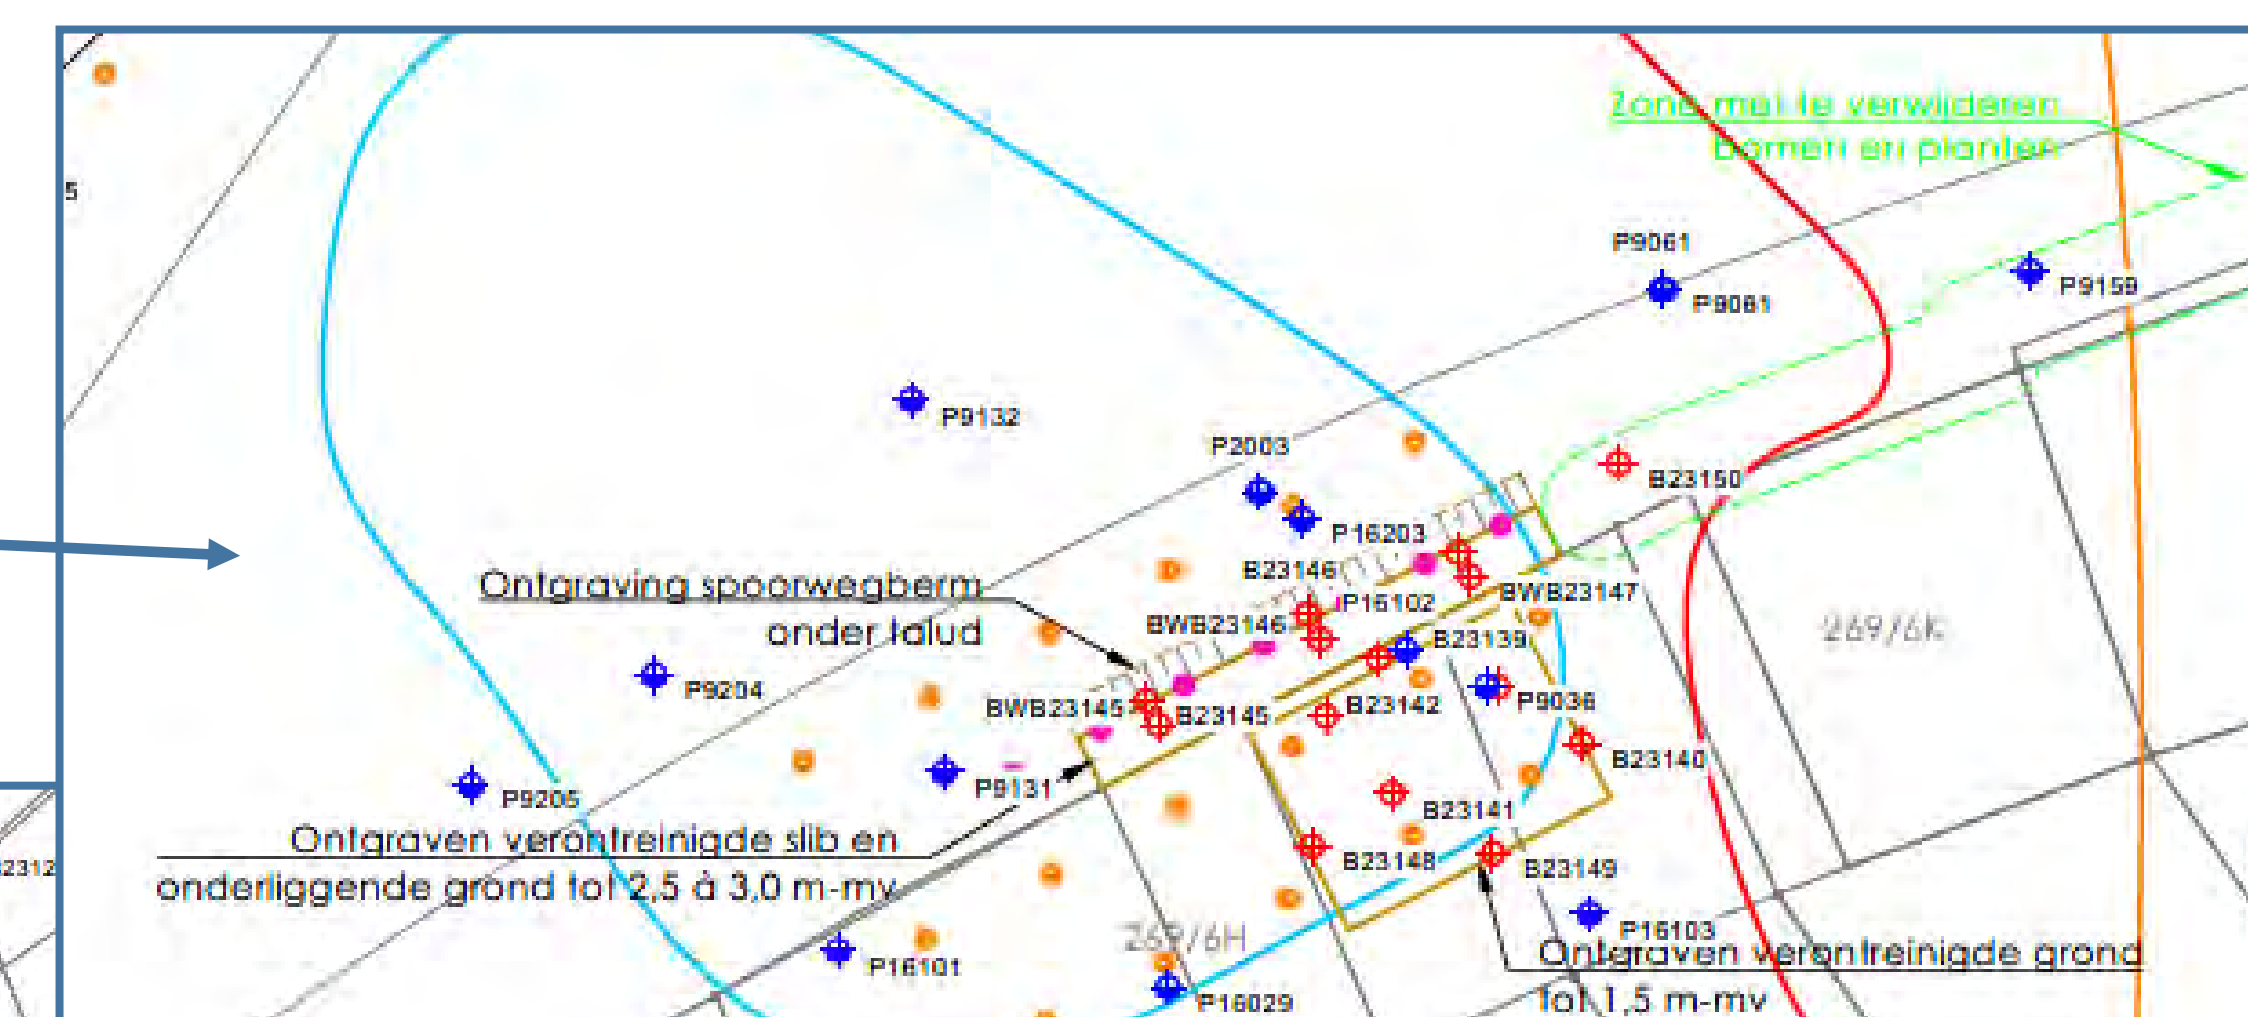 Zone met te verwijderen
bomen en planten
5
P9061
P9061
P9159
P9132
P2003
B23150
P16203
B23146
Ontgraving spoorwegberm
onder talud
P16102
BWB23147
BWB23146
B23139
P9204
BWB23145
B23145
B23142
P9036
B23140
P9131
P9205
B23141
Ontgraven verontreinigde slib en
onderliggende grond tot 2,5 à 3,0 m-mv
B23148
B23149
2312
269/6K
269/6H
P16103
P16101
Ontgraven verontreinigde grond
tot 1,5 m-mv
P16029